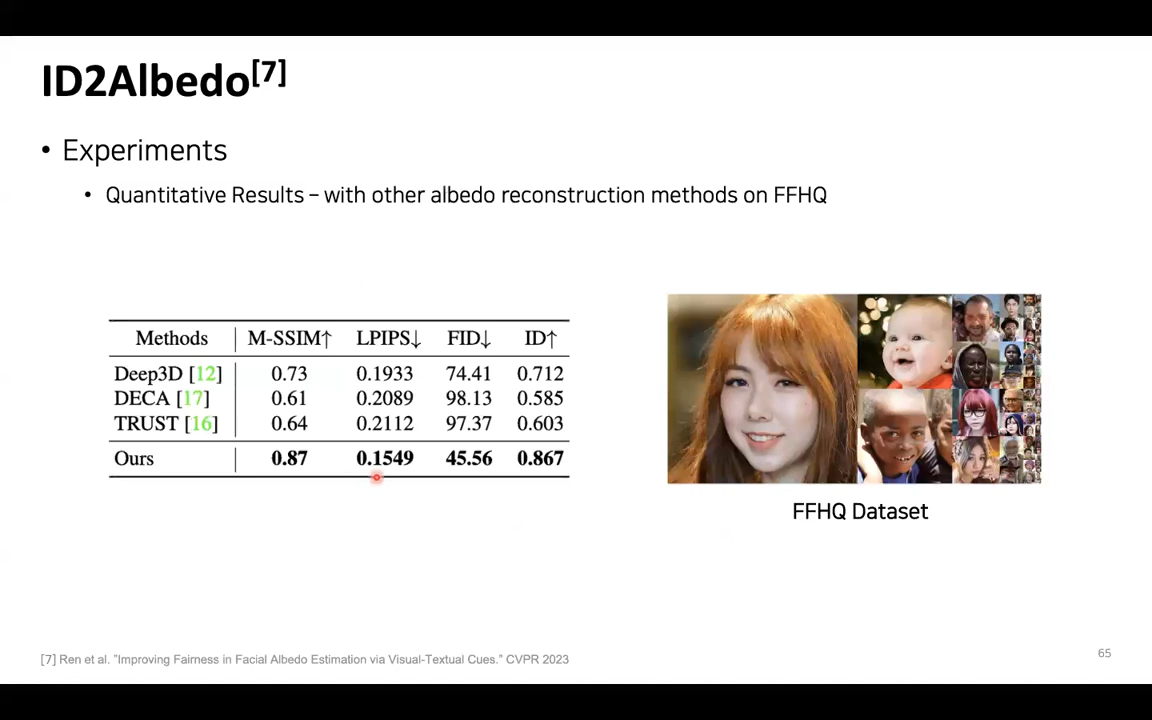 ID2Albedo[7]
• Experiments
• Quantitative Results – with other albedo reconstruction methods on FFHQ
Methods M-SSIM↑ LPIPS↓ FID↓ ID↑
Deep3D [12] 0.73 0.1933 74.41 0.712
DECA [17] 0.61 0.2089 98.13 0.585
TRUST [16] 0.64 0.2112 97.37 0.603
Ours 0.87 0.1549 45.56 0.867
FFHQ Dataset
[7] Ren et al. "Improving Fairness in Facial Albedo Estimation via Visual-Textual Cues." CVPR 2023
65